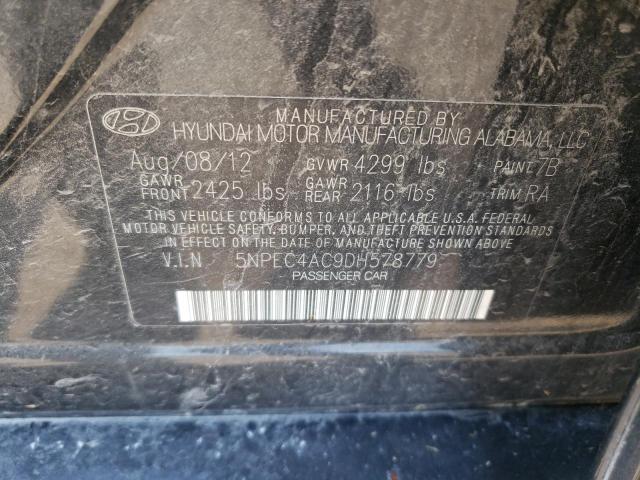 MANUFACTURED BY
HYUNDAI MOTOR MANUFACTURING ALABAMA, LLC
Aug/08/12 GVWR 4299 lbs PAINT 7B
GAWR FRONT 2425 lbs GAWR REAR 2116 lbs TRIM RA
THIS VEHICLE CONFORMS TO ALL APPLICABLE U.S.A. FEDERAL
MOTOR VEHICLE SAFETY, BUMPER, AND THEFT PREVENTION STANDARDS
IN EFFECT ON THE DATE OF MANUFACTURE SHOWN ABOVE
V.I.N 5NPEC4AC9DH578779
PASSENGER CAR